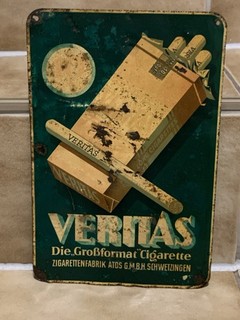 VERITAS
VERITAS
Die „Großformat" Cigarette
ZIGARETTENFABRIK ATOS G.M.B.H. SCHWETZINGEN